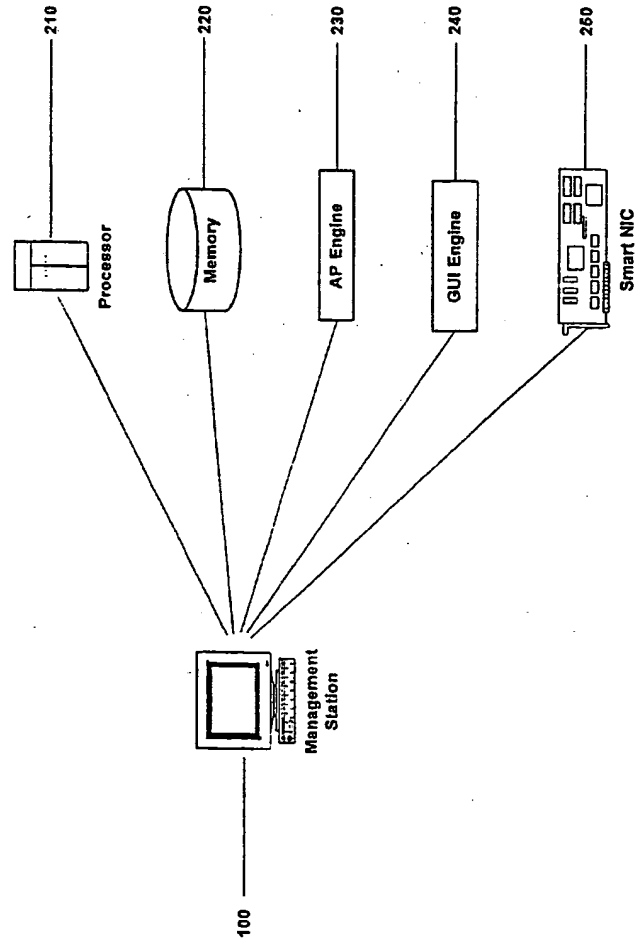 210
Processor
220
Memory
230
AP Engine
240
GUI Engine
250
Smart NIC
Management
Station
100